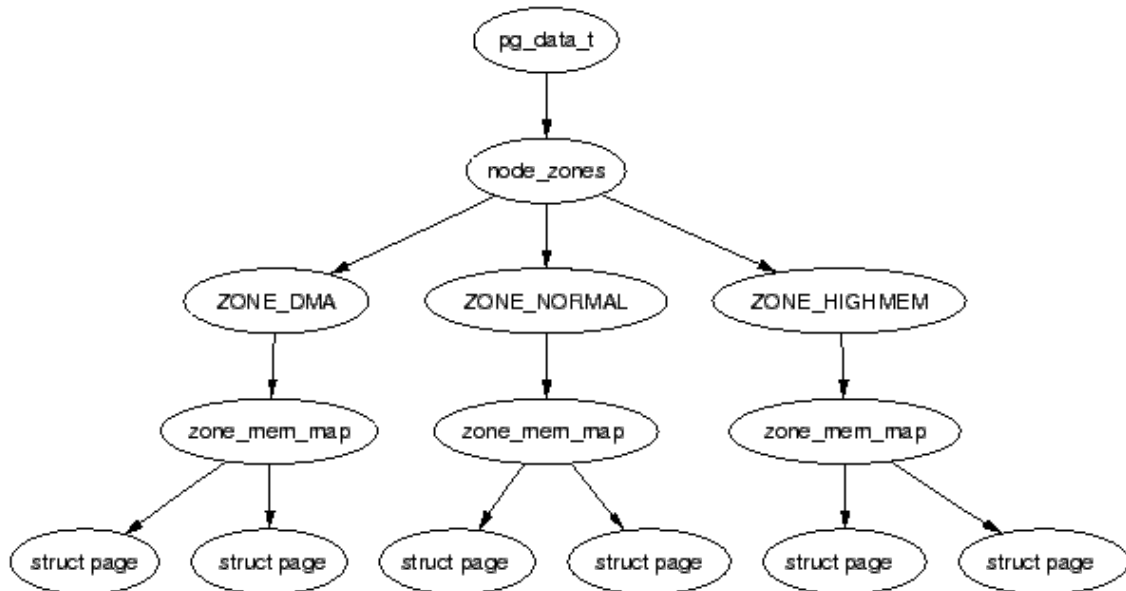 pg_data_t
node_zones
ZONE_DMA
ZONE_NORMAL
ZONE_HIGHMEM
zone_mem_map
zone_mem_map
zone_mem_map
struct page
struct page
struct page
struct page
struct page
struct page